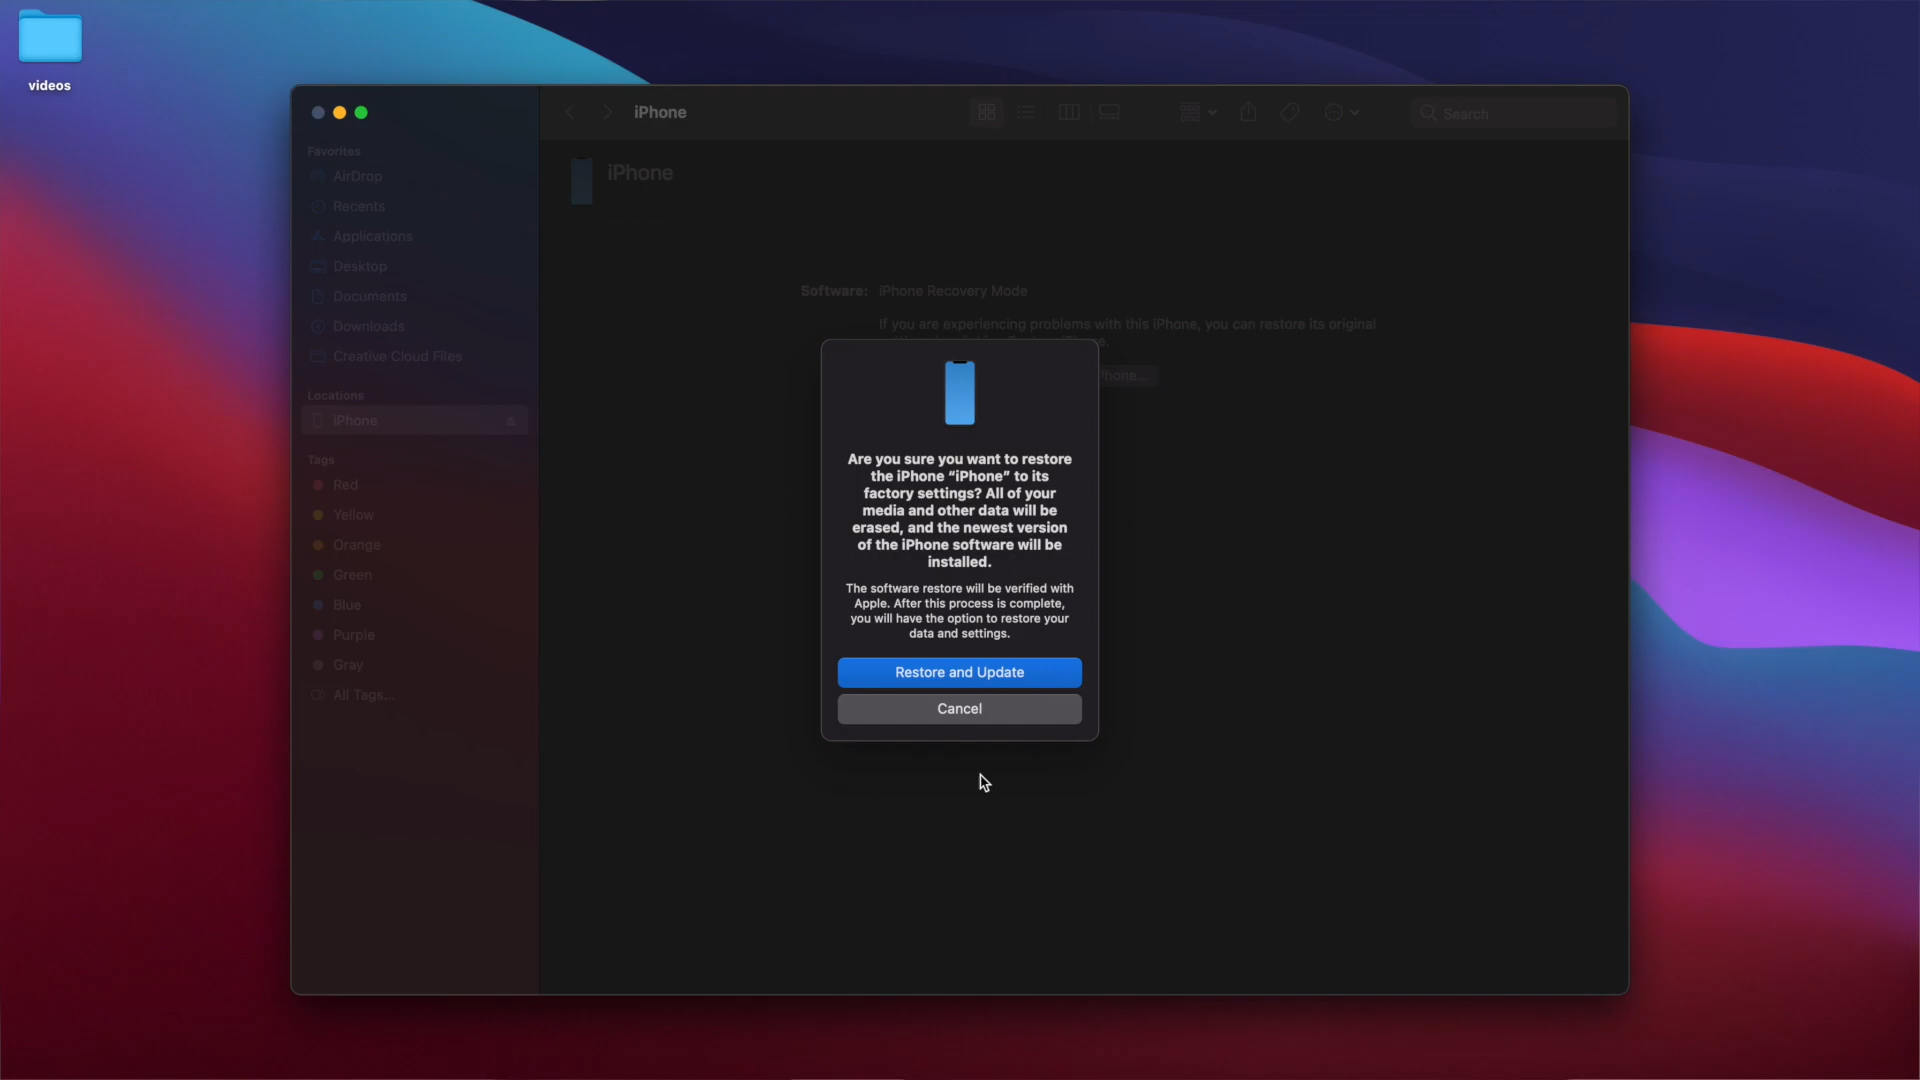 videos
iPhone
Search
Favorites
AirDrop
Recents
Applications
Desktop
Documents
Downloads
Creative Cloud Files
Locations
iPhone
Tags
Red
Yellow
Orange
Green
Blue
Purple
Gray
All Tags...
iPhone
Software: iPhone Recovery Mode
If you are experiencing problems with this iPhone, you can restore its original
Are you sure you want to restore
the iPhone “iPhone” to its
factory settings? All of your
media and other data will be
erased, and the newest version
of the iPhone software will be
installed.
The software restore will be verified with
Apple. After this process is complete,
you will have the option to restore your
data and settings.
Restore and Update
Cancel